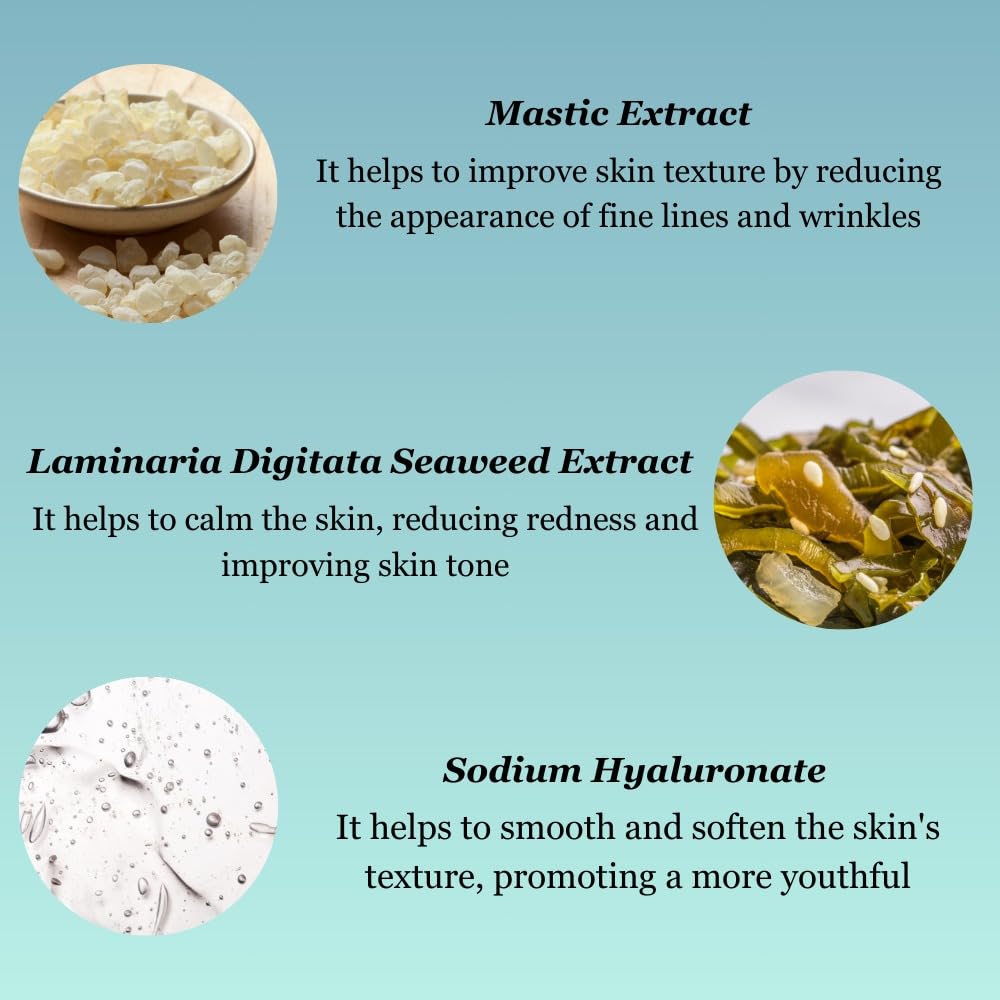 Mastic Extract
It helps to improve skin texture by reducing
the appearance of fine lines and wrinkles
Laminaria Digitata Seaweed Extract
It helps to calm the skin, reducing redness and
improving skin tone
Sodium Hyaluronate
It helps to smooth and soften the skin's
texture, promoting a more youthful